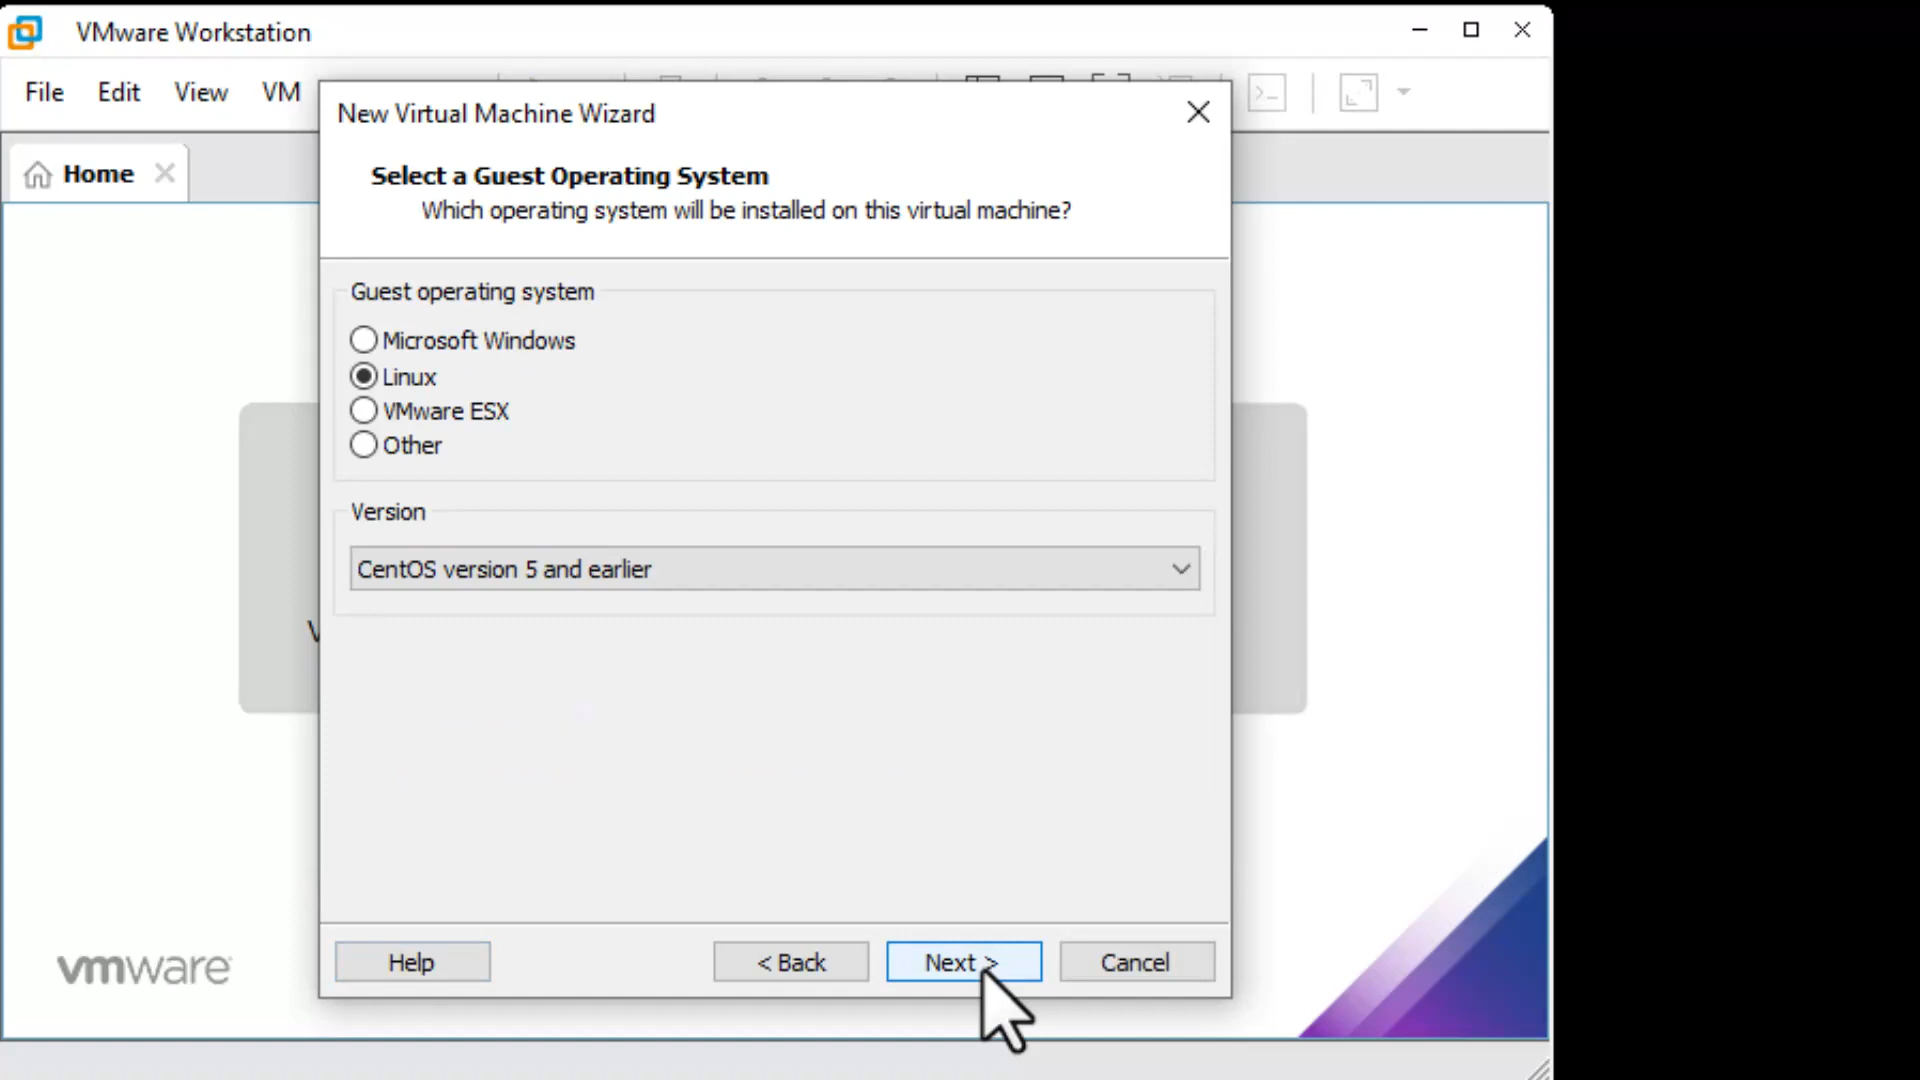 VMware Workstation
File Edit View VM
New Virtual Machine Wizard
Home
Select a Guest Operating System
Which operating system will be installed on this virtual machine?
Guest operating system
Microsoft Windows
Linux
VMware ESX
Other
Version
CentOS version 5 and earlier
Help
< Back
Next >
Cancel
vmware